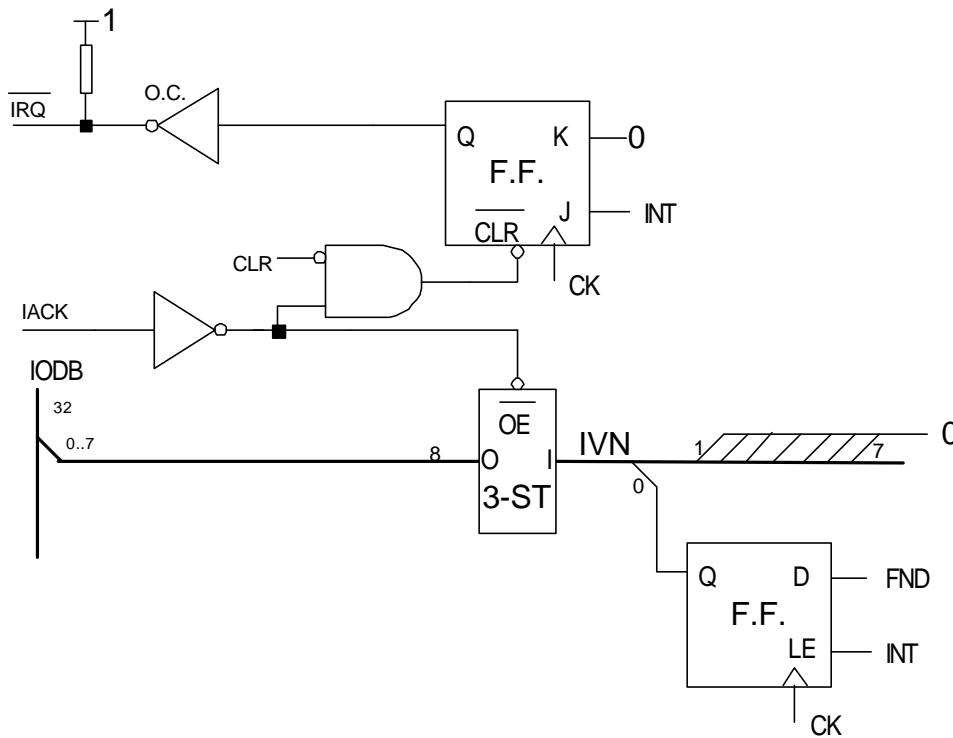 1
O.C.
IRQ
Q K 0
F.F.
J INT
CLR
CLR
CK
IACK
IODB
32
OE
0..7
8 O I IVN 1 7 0
3-ST
0
Q D FND
F.F.
LE INT
CK